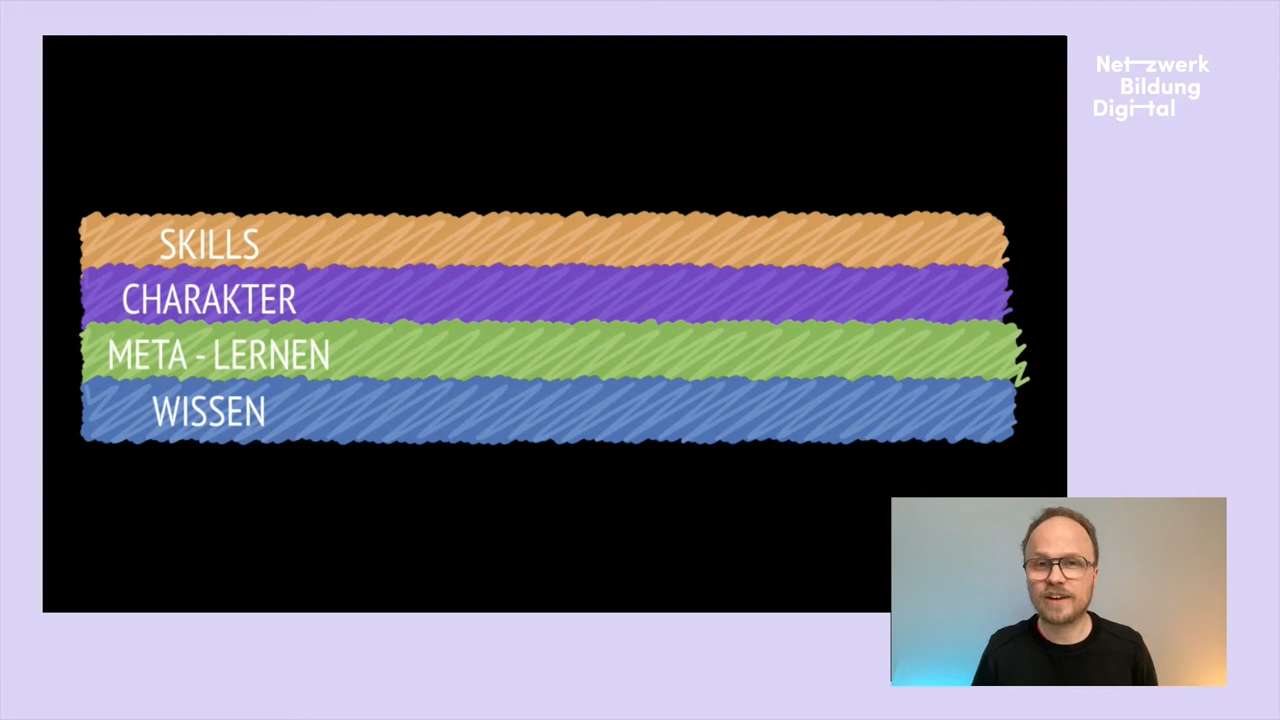 Netzwerk
Bildung
Digital
SKILLS
CHARAKTER
META - LERNEN
WISSEN